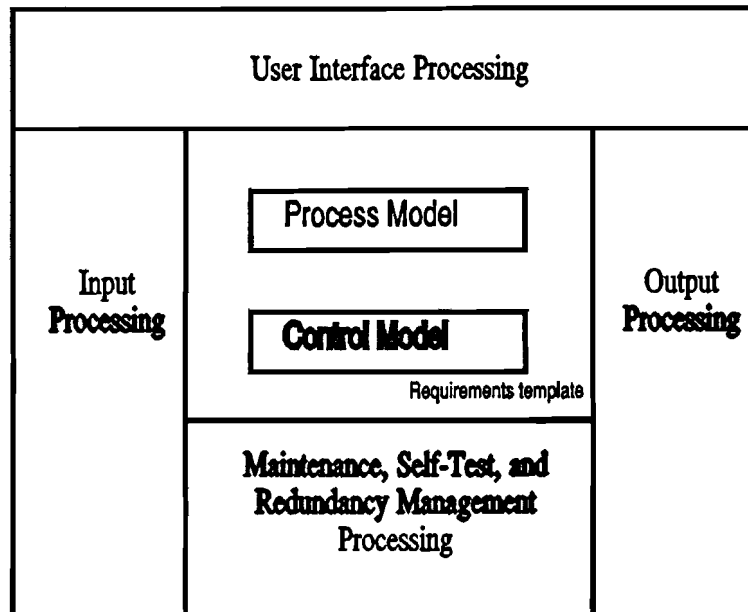 User Interface Processing
Process Model
Input
Processing
Control Model
Requirements template
Output
Processing
Maintenance, Self-Test, and
Redundancy Management
Processing